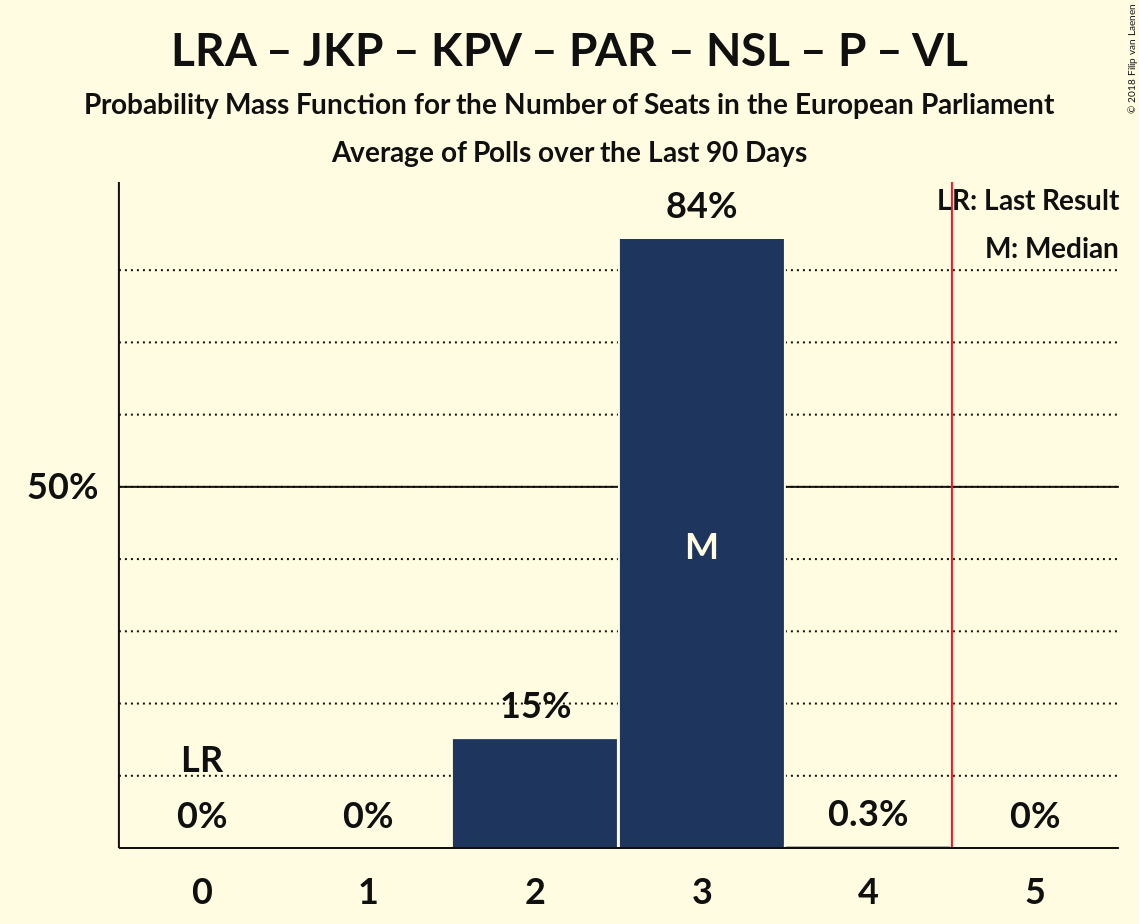 LRA – JKP – KPV – PAR – NSL – P – VL
Probability Mass Function for the Number of Seats in the European Parliament
Average of Polls over the Last 90 Days
© 2018 Filip van Laenen
84%
LR: Last Result
M: Median
50%
M
15%
LR
0%
0%
0.3%
0%
0
1
2
3
4
5